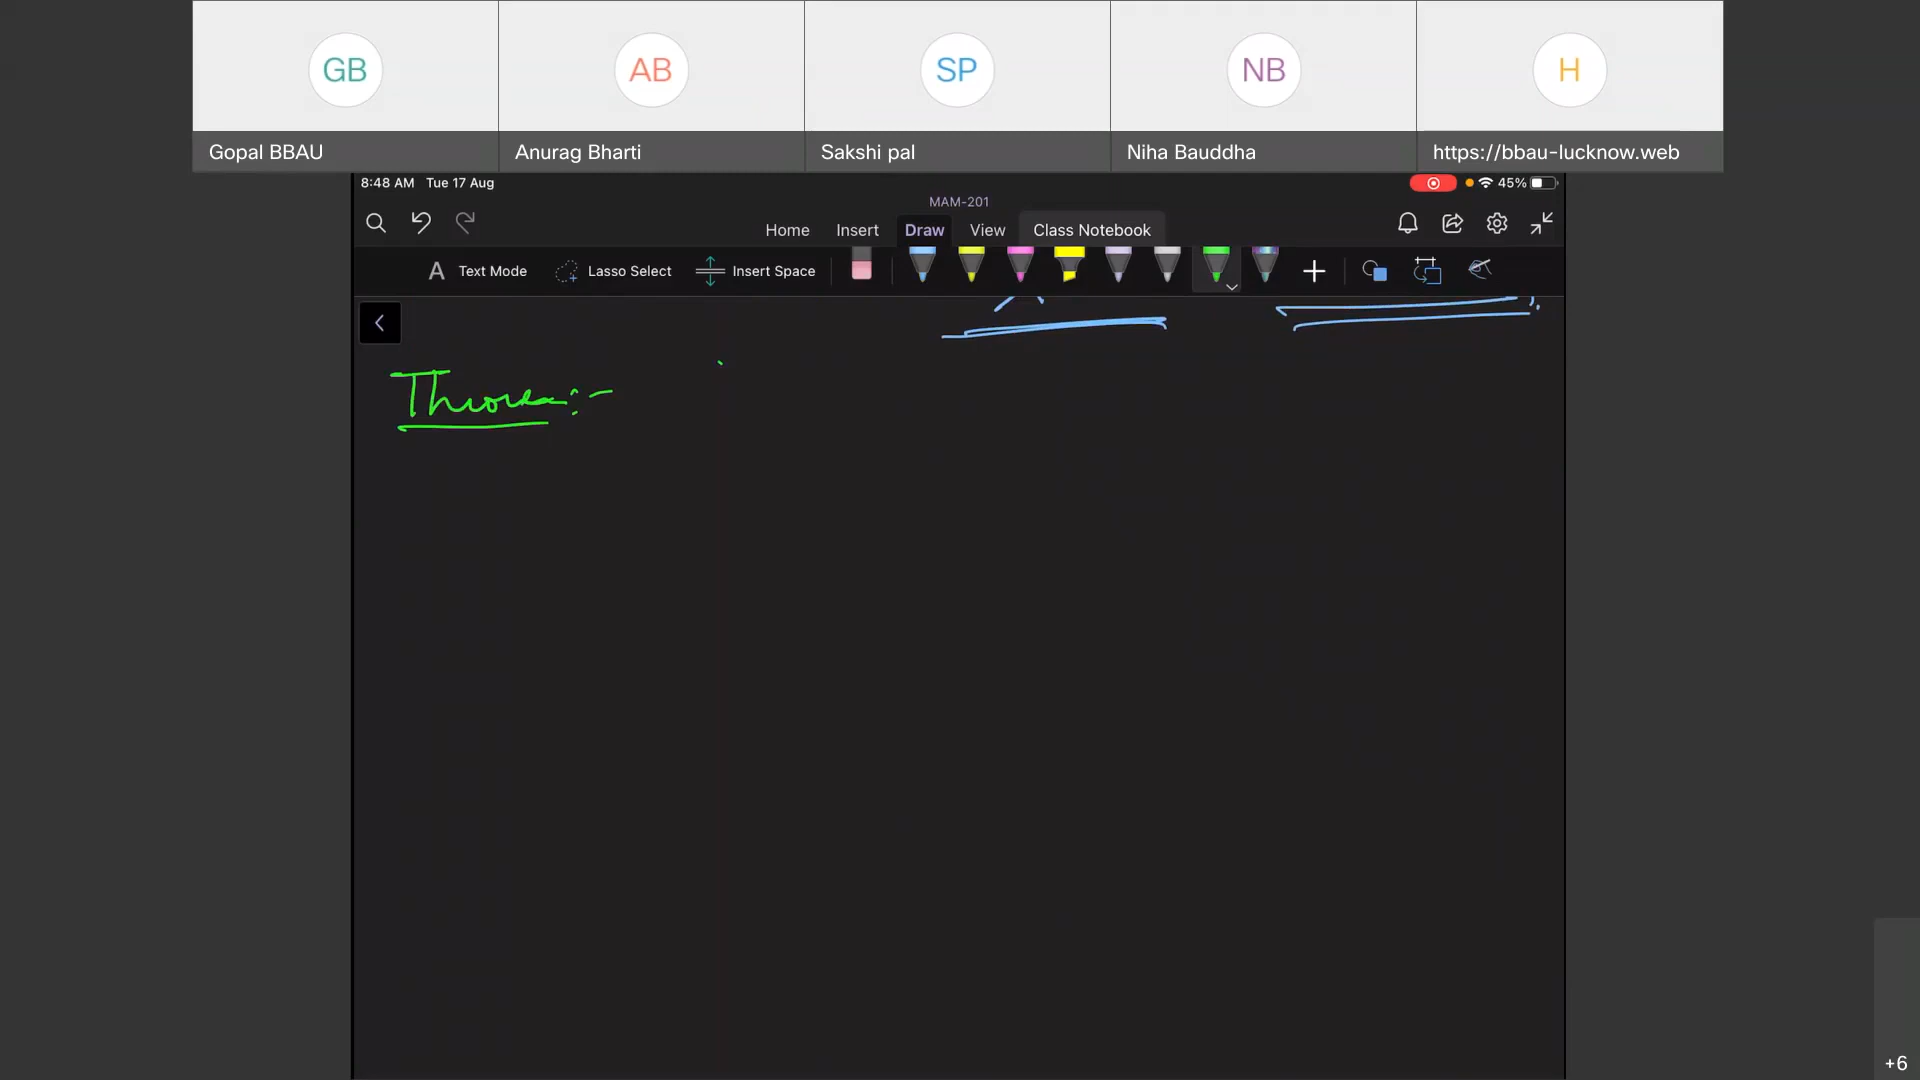 GB AB SP NB H
Gopal BBAU Anurag Bharti Sakshi pal Niha Bauddha https://bbau-lucknow.web
8:48 AM Tue 17 Aug 45%
MAM-201
Home Insert Draw View Class Notebook
A Text Mode Lasso Select Insert Space
Theorem:-
+6